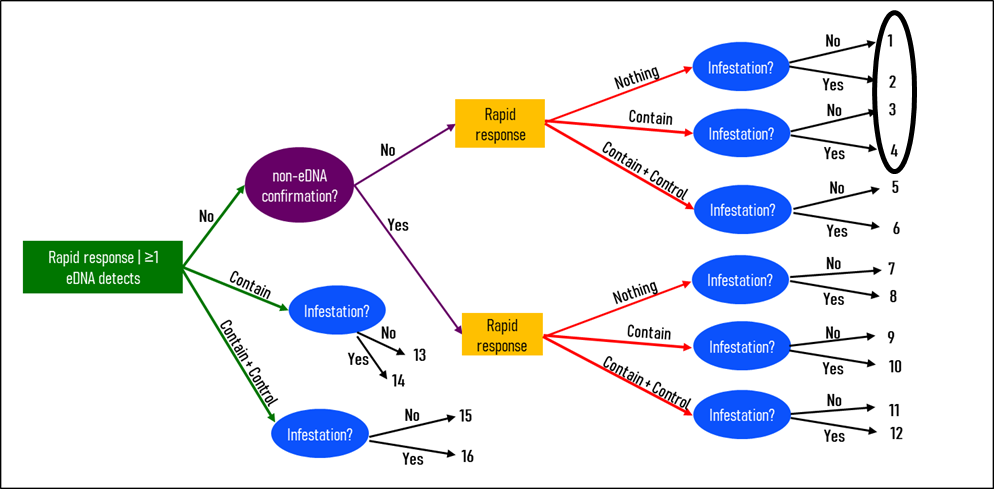 No
1
Infestation?
Nothing
Yes
2
No
3
Rapid
response
Contain
Infestation?
Yes
4
No
non-eDNA
confirmation?
Contain + Control
No
5
Infestation?
Yes
6
No
Yes
Rapid response | ≥1
eDNA detects
No
7
Infestation?
Nothing
Yes
8
Contain
Infestation?
Rapid
response
Contain
No
9
Infestation?
Yes
10
No
13
Yes
14
Contain + Control
Contain + Control
No
11
Infestation?
Yes
12
Infestation?
No
15
Yes
16